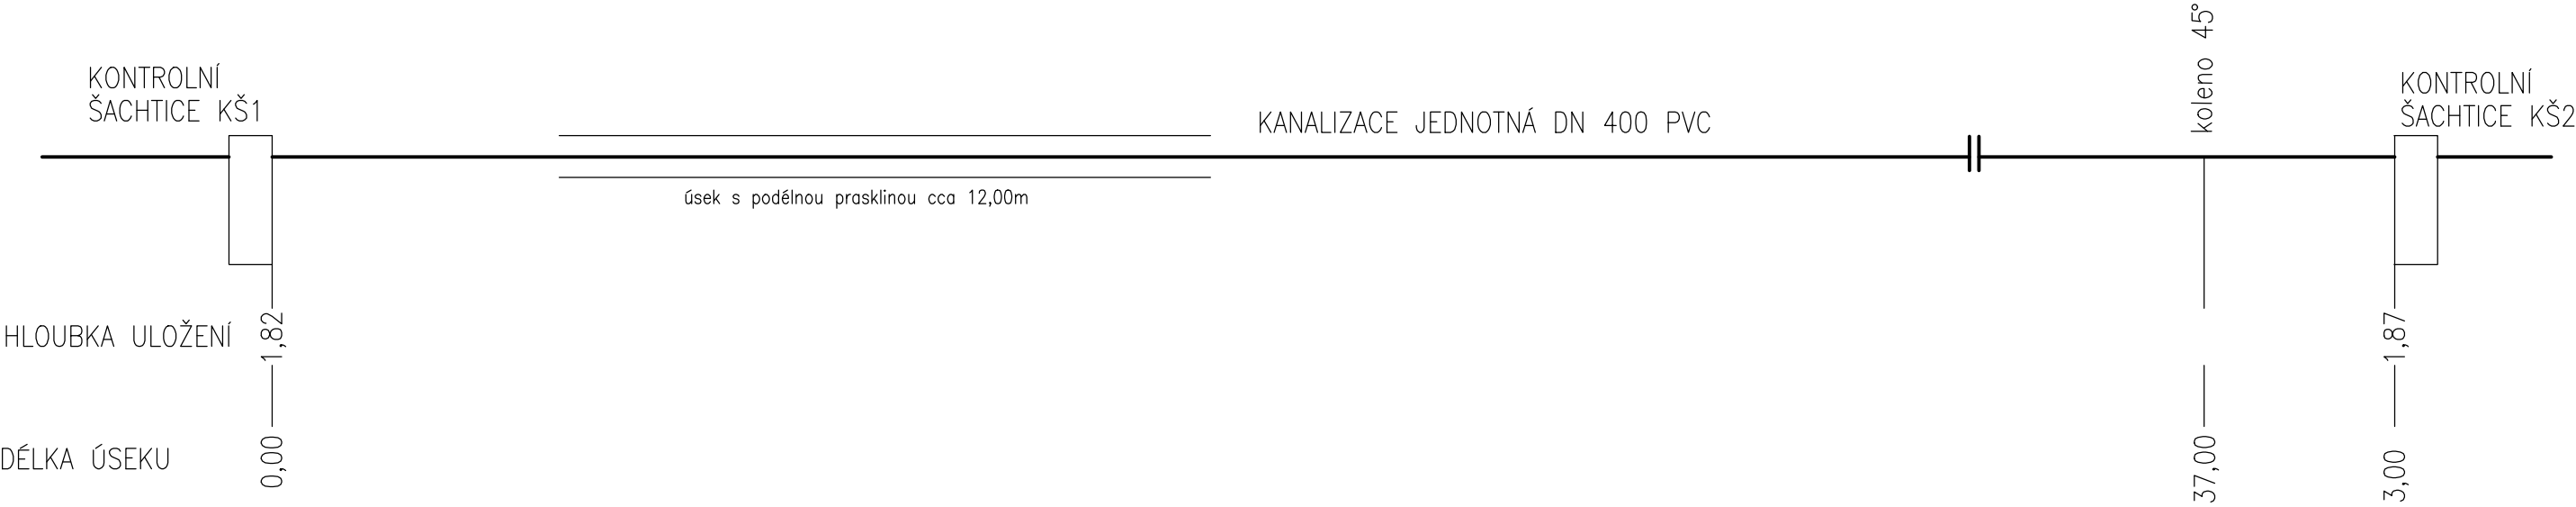 koleno 45°
KONTROLNÍ
ŠACHTICE KŠ1
KANALIZACE JEDNOTNÁ DN 400 PVC
KONTROLNÍ
ŠACHTICE KŠ2
úsek s podélnou prasklinou cca 12,00m
HLOUBKA ULOŽENÍ 1,82 1,87
DÉLKA ÚSEKU 0,00 37,00 3,00